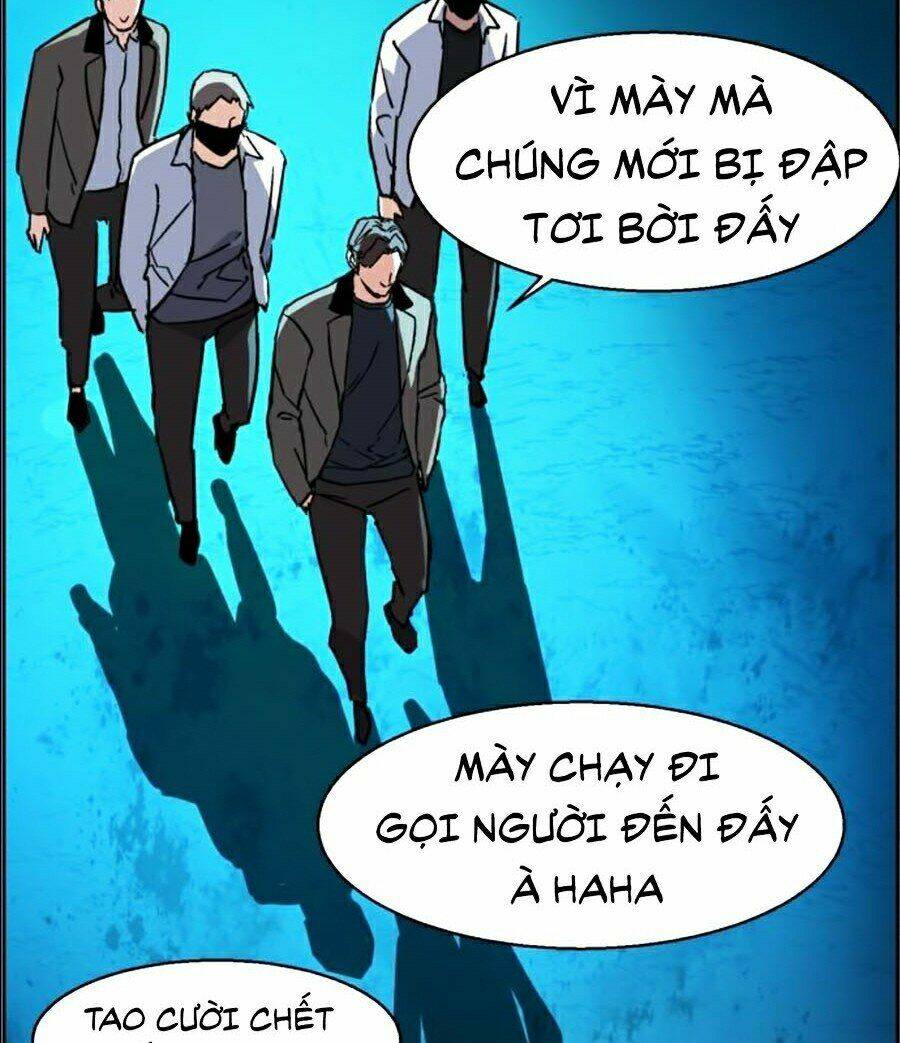 VÌ MÀY MÀ
CHÚNG MỚI BỊ ĐẬP
TƠI BỜI ĐẤY
MÀY CHẠY ĐI
GỌI NGƯỜI ĐẾN ĐẤY
À HAHA
TAO CƯỜI CHẾT